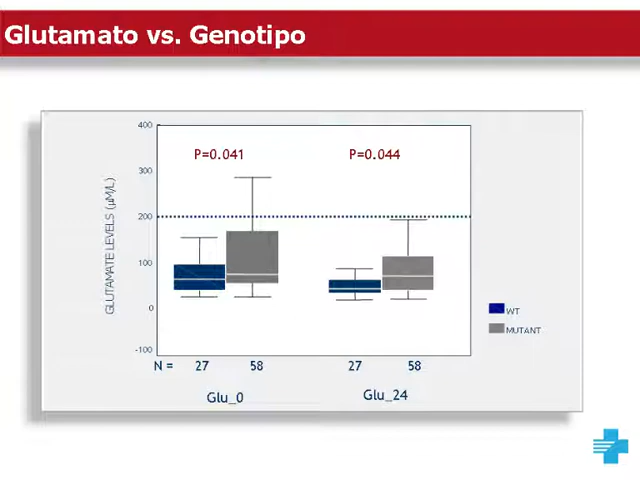 Glutamato vs. Genotipo
400
P=0.041 P=0.044
300
GLUTAMATE LEVELS (µM/L)
200
100
0
WT
MUTANT
-100
N = 27 58 27 58
Glu_0 Glu_24